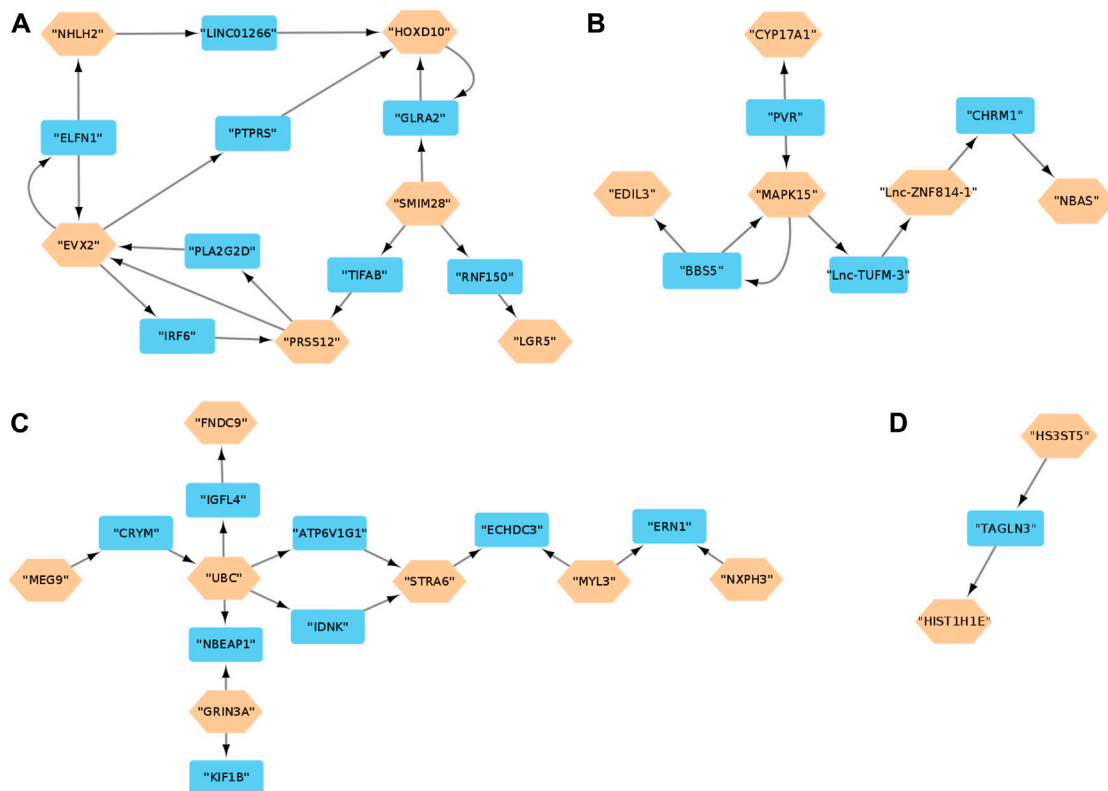 A
"NHLH2"
"LINC01266"
"HOXD10"
"ELFN1"
"PTPRS"
"GLRA2"
"SMIM28"
"EVX2"
"PLA2G2D"
"TIFAB"
"RNF150"
"IRF6"
"PRSS12"
"LGR5"
B
"CYP17A1"
"PVR"
"CHRM1"
"EDIL3"
"MAPK15"
"Lnc-ZNF814-1"
"NBAS"
"BBS5"
"Lnc-TUFM-3"
C
"FNDC9"
"IGFL4"
"CRYM"
"ATP6V1G1"
"ECHDC3"
"ERN1"
"MEG9"
"UBC"
"STRA6"
"MYL3"
"NXPH3"
"IDNK"
"NBEAP1"
"GRIN3A"
"KIF1B"
D
"HS3ST5"
"TAGLN3"
"HIST1H1E"